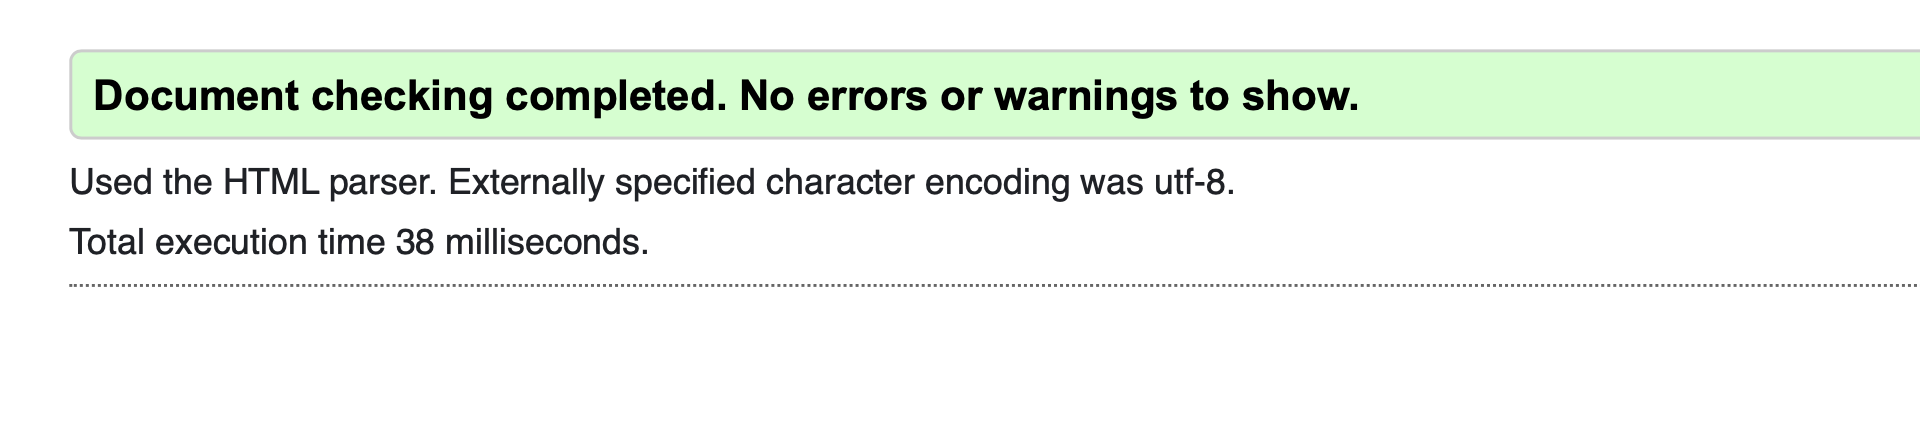 Document checking completed. No errors or warnings to show.
Used the HTML parser. Externally specified character encoding was utf-8.
Total execution time 38 milliseconds.